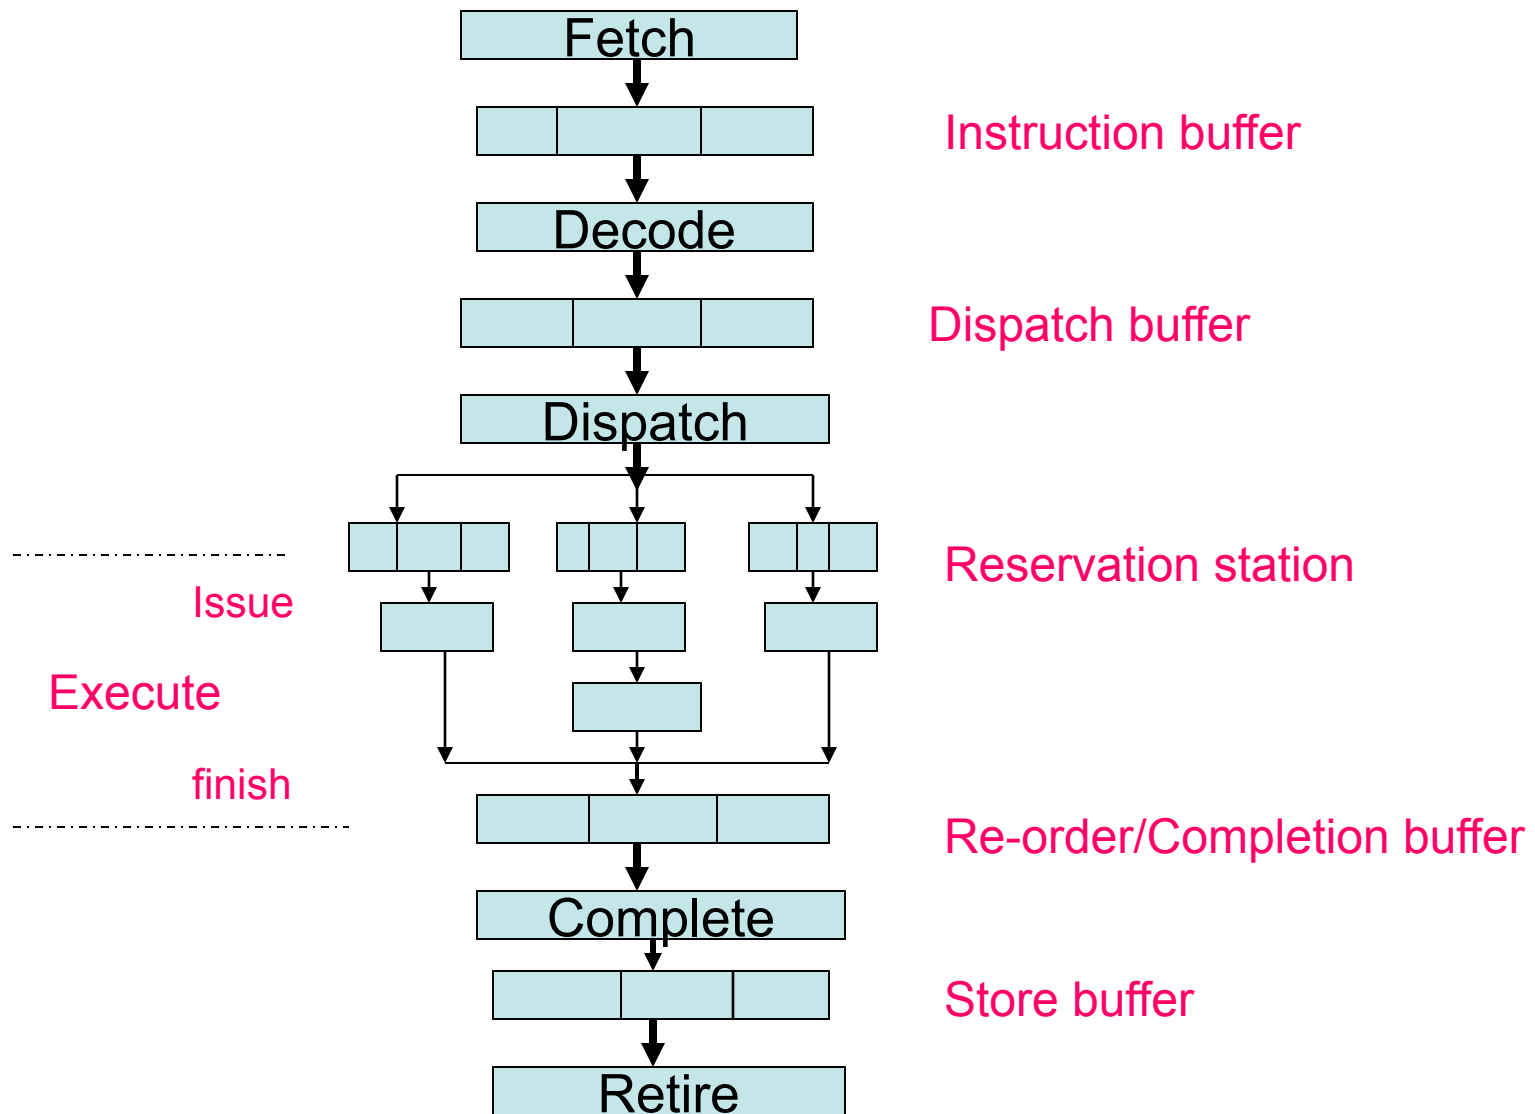 Fetch
Instruction buffer
Decode
Dispatch buffer
Dispatch
Reservation station
Issue
Execute
finish
Re-order/Completion buffer
Complete
Store buffer
Retire